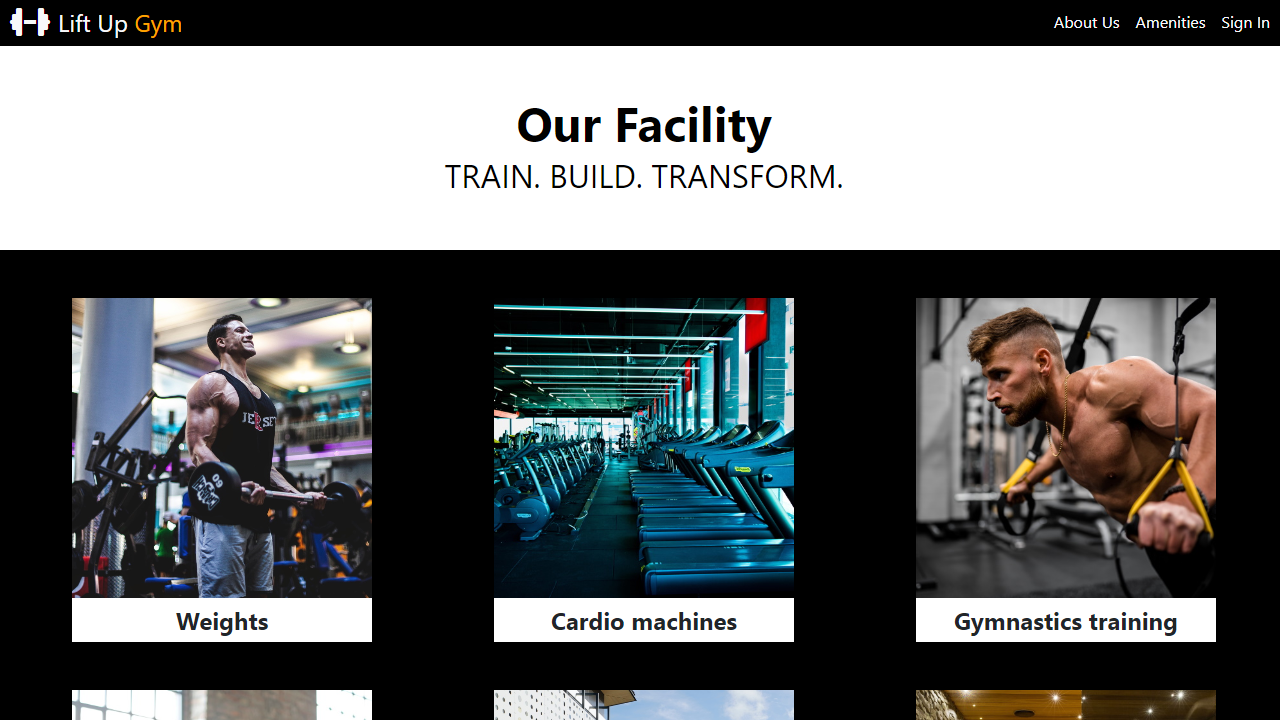 Lift Up Gym
About Us Amenities Sign In
Our Facility
TRAIN. BUILD. TRANSFORM.
Weights
Cardio machines
Gymnastics training